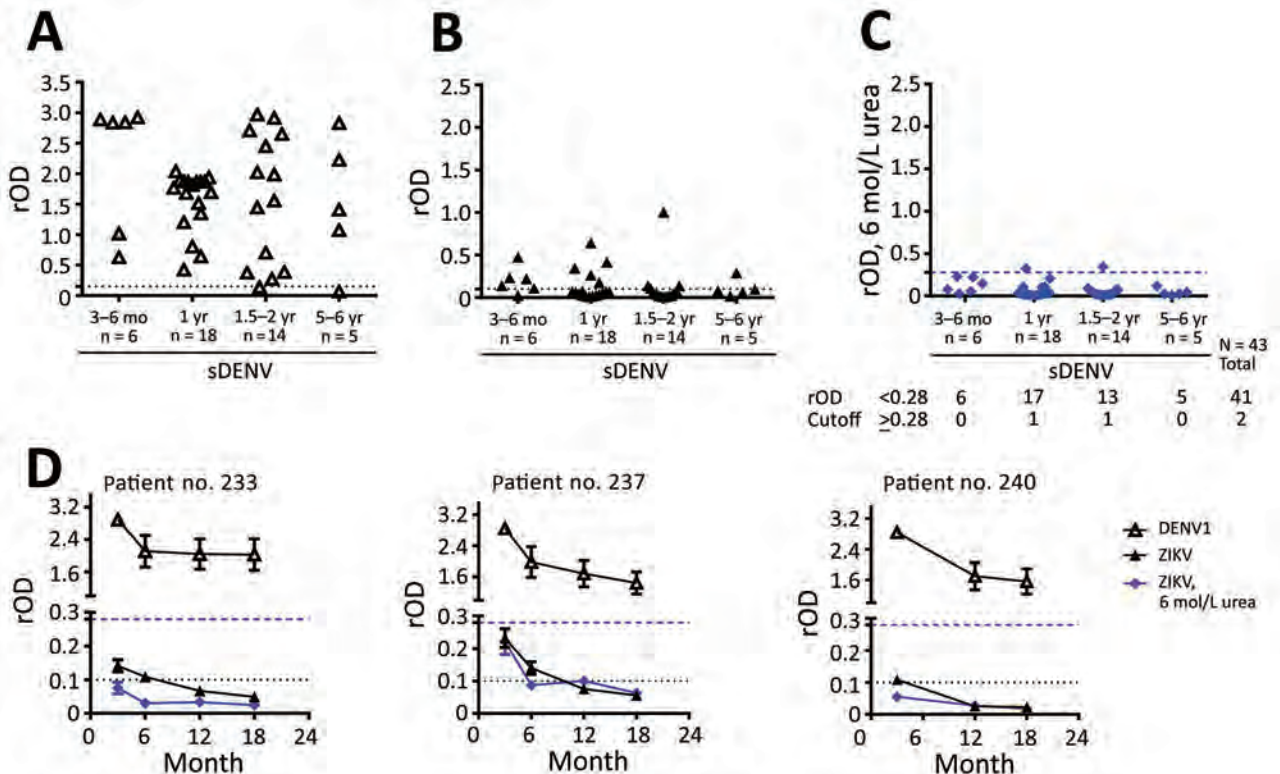 A
B
C
rOD
3.5
3.0
2.5
2.0
1.5
1.0
0.5
0
3–6 mo 1 yr 1.5–2 yr 5–6 yr
n = 6 n = 18 n = 14 n = 5
sDENV
rOD
2.5
2.0
1.5
1.0
0.5
0
3–6 mo 1 yr 1.5–2 yr 5–6 yr
n = 6 n = 18 n = 14 n = 5
sDENV
rOD, 6 mol/L urea
2.5
2.0
1.5
1.0
0.5
0
3–6 mo 1 yr 1.5–2 yr 5–6 yr
n = 6 n = 18 n = 14 n = 5 N = 43
Total
sDENV
rOD <0.28 6 17 13 5 41
Cutoff ≥0.28 0 1 1 0 2
D
Patient no. 233
rOD
3.2
2.4
1.6
0.3
0.2
0.1
0
0 6 12 18 24
Month
Patient no. 237
rOD
3.2
2.4
1.6
0.3
0.2
0.1
0
0 6 12 18 24
Month
Patient no. 240
rOD
3.2
2.4
1.6
0.3
0.2
0.1
0
0 6 12 18 24
Month
DENV1
ZIKV
ZIKV,
6 mol/L urea